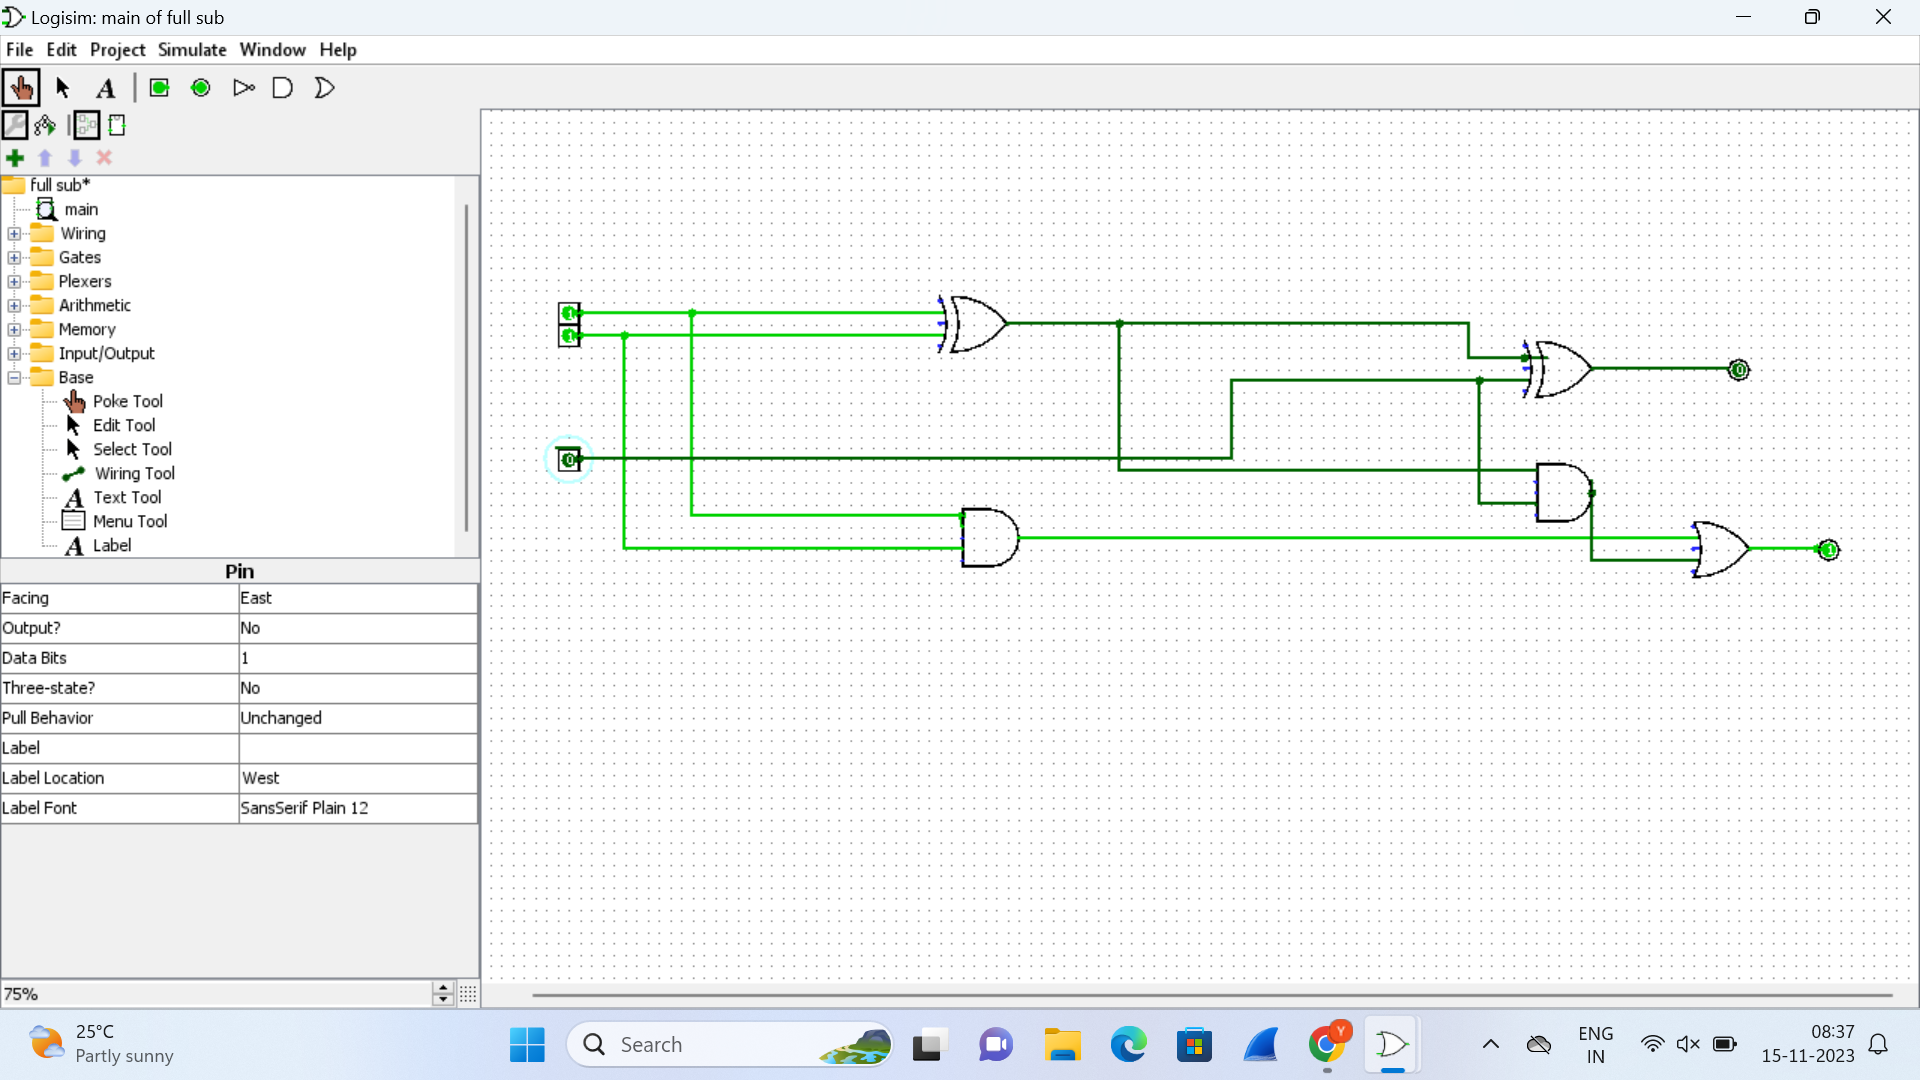 Logisim: main of full sub
File Edit Project Simulate Window Help
A
full sub*
main
Wiring
Gates
Plexers
Arithmetic
Memory
Input/Output
Base
Poke Tool
Edit Tool
Select Tool
Wiring Tool
A Text Tool
Menu Tool
A Label
Pin
Facing East
Output? No
Data Bits 1
Three-state? No
Pull Behavior Unchanged
Label
Label Location West
Label Font SansSerif Plain 12
75%
1
1
0
0
1
25°C
Partly sunny
Search
Y
ENG
IN
08:37
15-11-2023